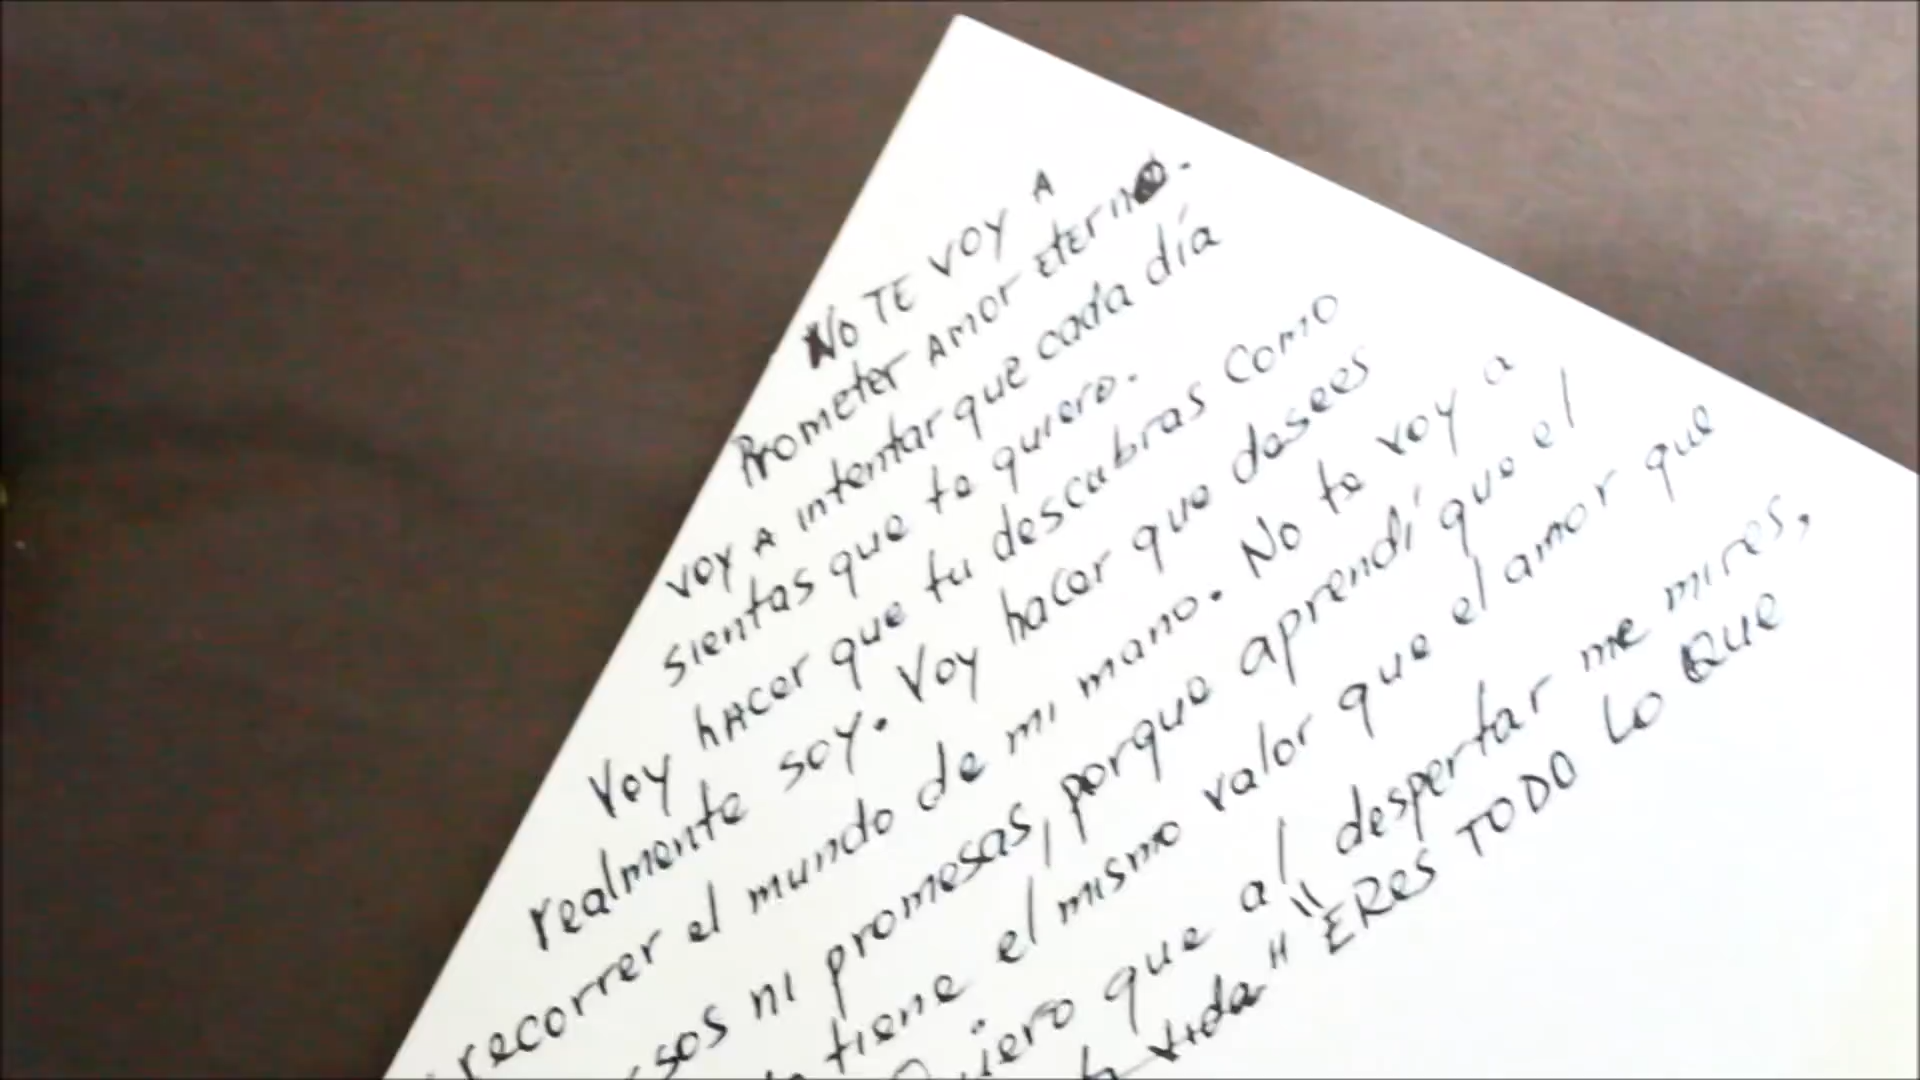 No TE VOY A
Prometer AMOR EterNo.
VOY A intentar que cada día
sientas que te quiero.
Voy hAcer que tu descubras Como
realmente soy. Voy hacer que desees
recorrer el mundo de mi mano. No te voy a
sos ni promesas, porque aprendí que el
tiene el mismo valor que el amor que
Quiero que al despertar me mires,
vida" "ERes TODO Lo QUE